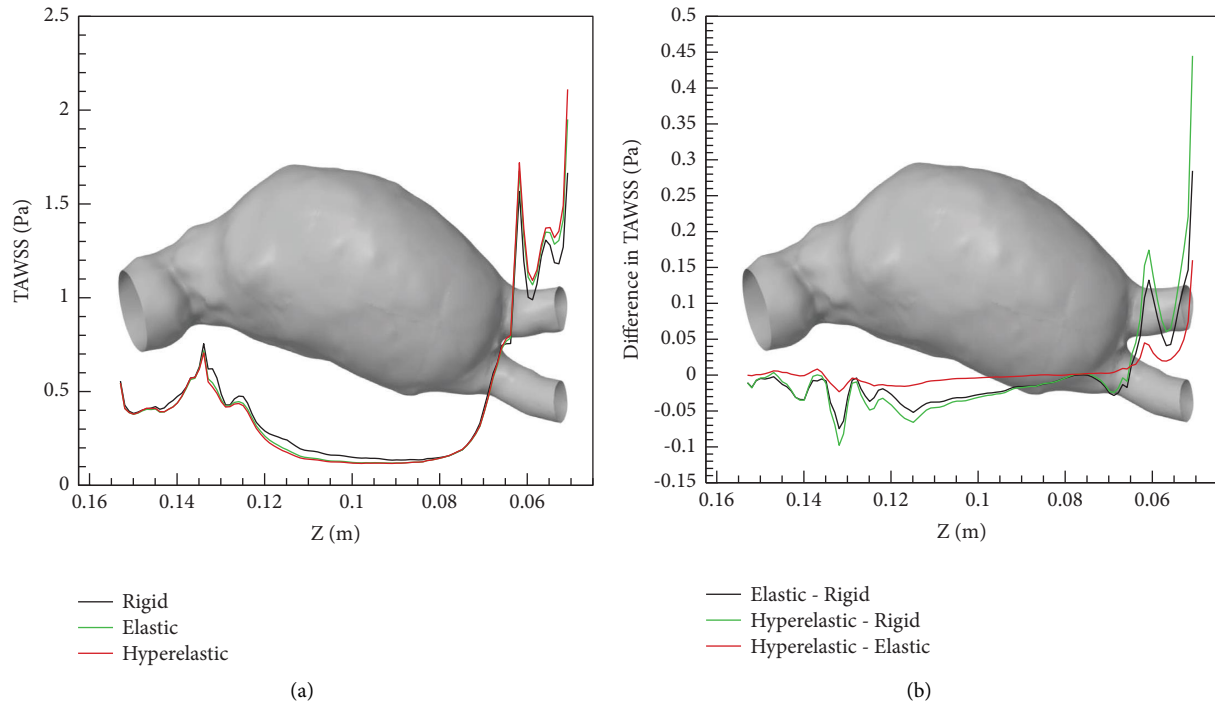 2.5
2
1.5
1
0.5
0
TAWSS (Pa)
0.16
0.14
0.12
0.1
0.08
0.06
Z (m)
Rigid
Elastic
Hyperelastic
(a)
0.5
0.45
0.4
0.35
0.3
0.25
0.2
0.15
0.1
0.05
0
-0.05
-0.1
-0.15
Difference in TAWSS (Pa)
0.16
0.14
0.12
0.1
0.08
0.06
Z (m)
Elastic - Rigid
Hyperelastic - Rigid
Hyperelastic - Elastic
(b)